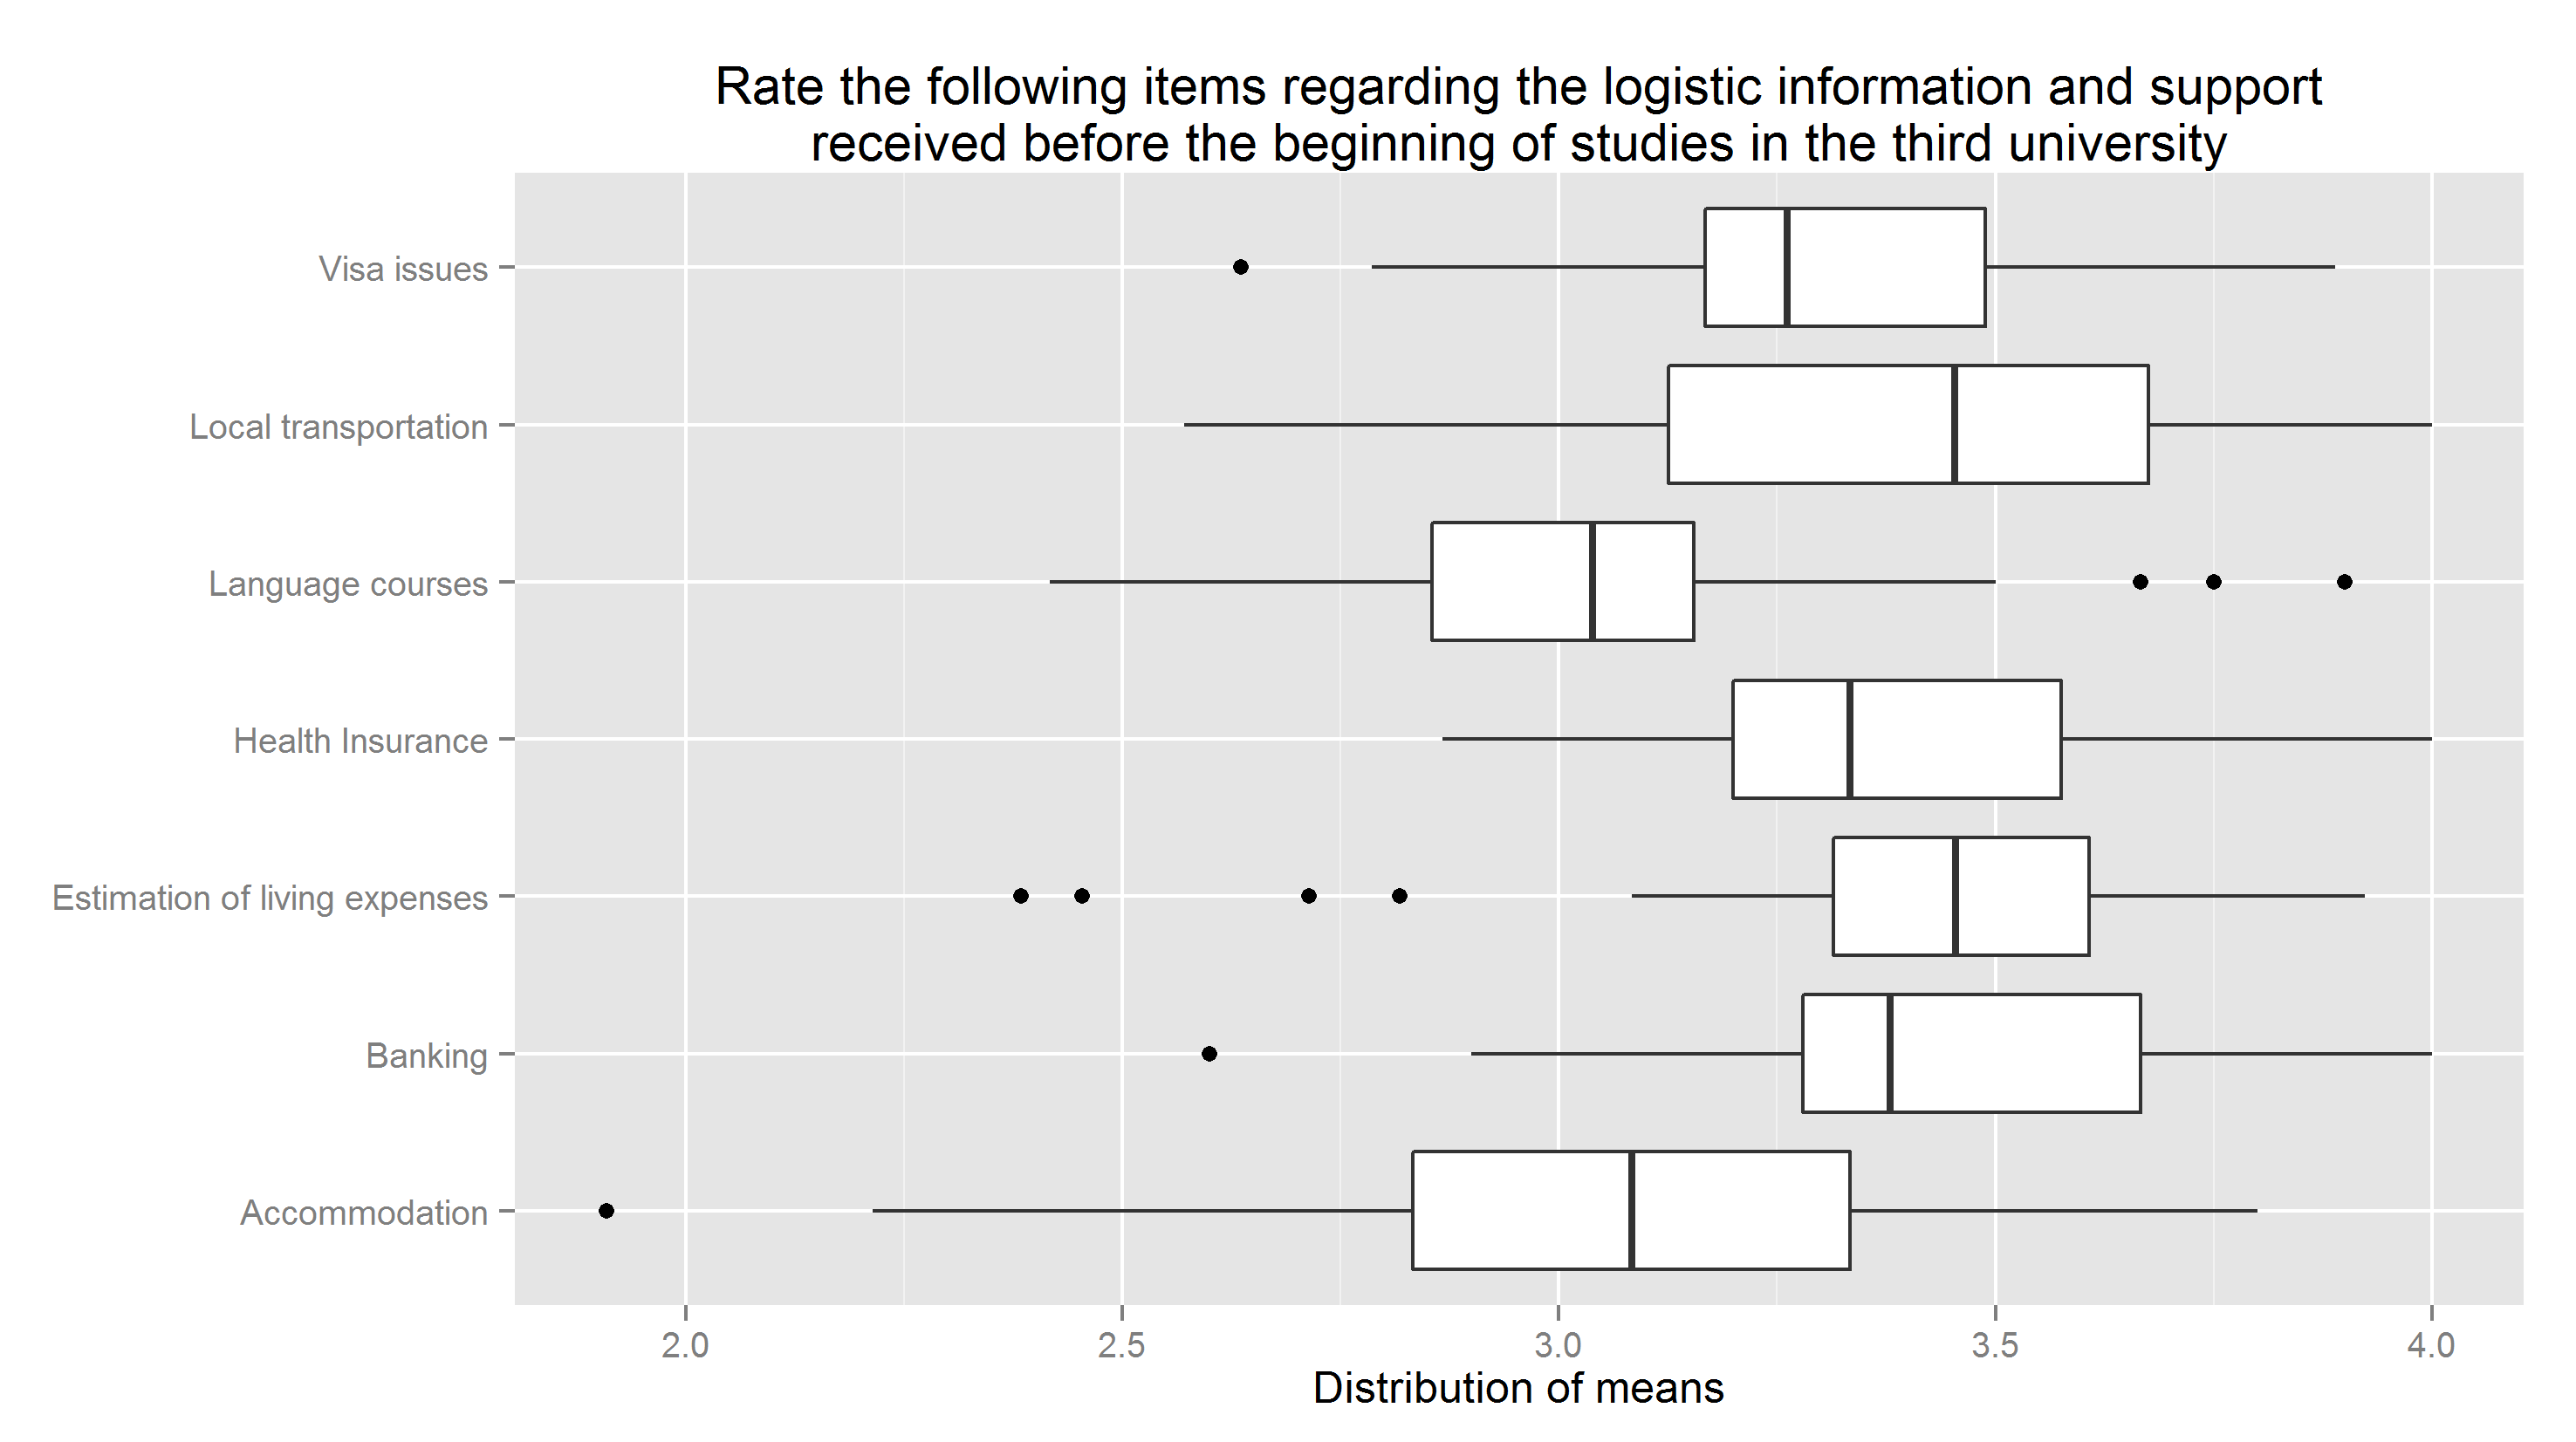 Rate the following items regarding the logistic information and support
received before the beginning of studies in the third university
Visa issues
Local transportation
Language courses
Health Insurance
Estimation of living expenses
Banking
Accommodation
2.0 2.5 3.0 3.5 4.0
Distribution of means